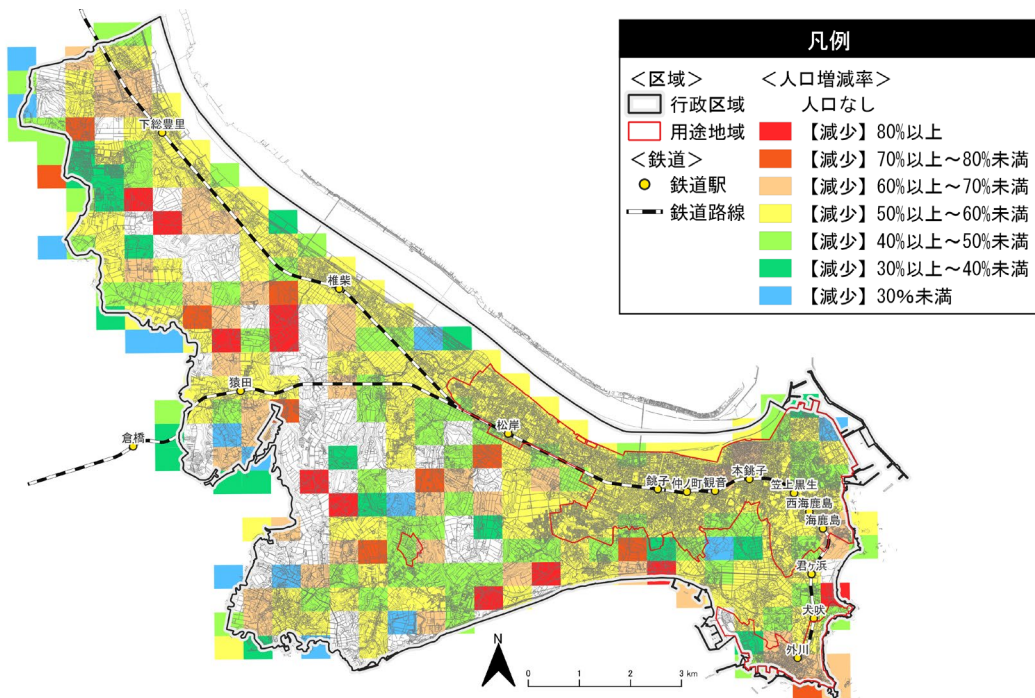 凡例
＜区域＞
行政区域
用途地域
＜鉄道＞
鉄道駅
鉄道路線
＜人口増減率＞
人口なし
【減少】80%以上
【減少】70%以上～80%未満
【減少】60%以上～70%未満
【減少】50%以上～60%未満
【減少】40%以上～50%未満
【減少】30%以上～40%未満
【減少】30%未満
下総豊里
椎柴
猿田
倉橋
松岸
銚子
仲ノ町
観音
本銚子
笠上黒生
西海鹿島
海鹿島
君ヶ浜
犬吠
外川
N
0 1 2 3 km